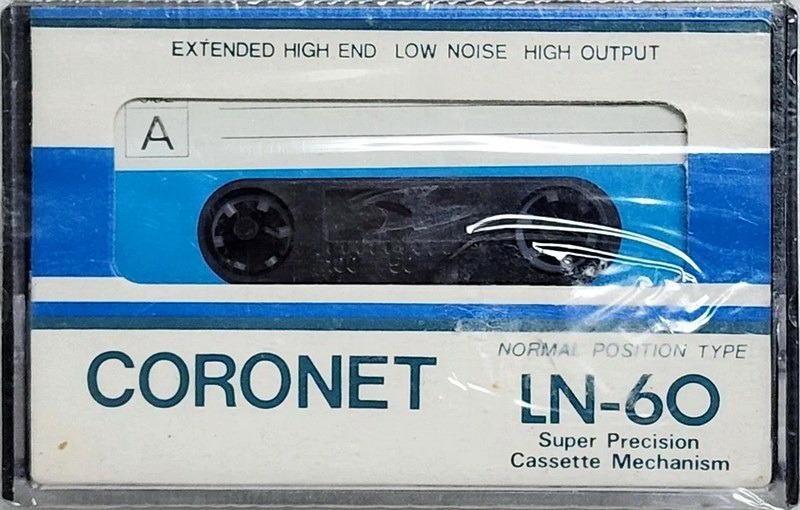 EXTENDED HIGH END LOW NOISE HIGH OUTPUT
A
CORONET
NORMAL POSITION TYPE
LN-60
Super Precision
Cassette Mechanism